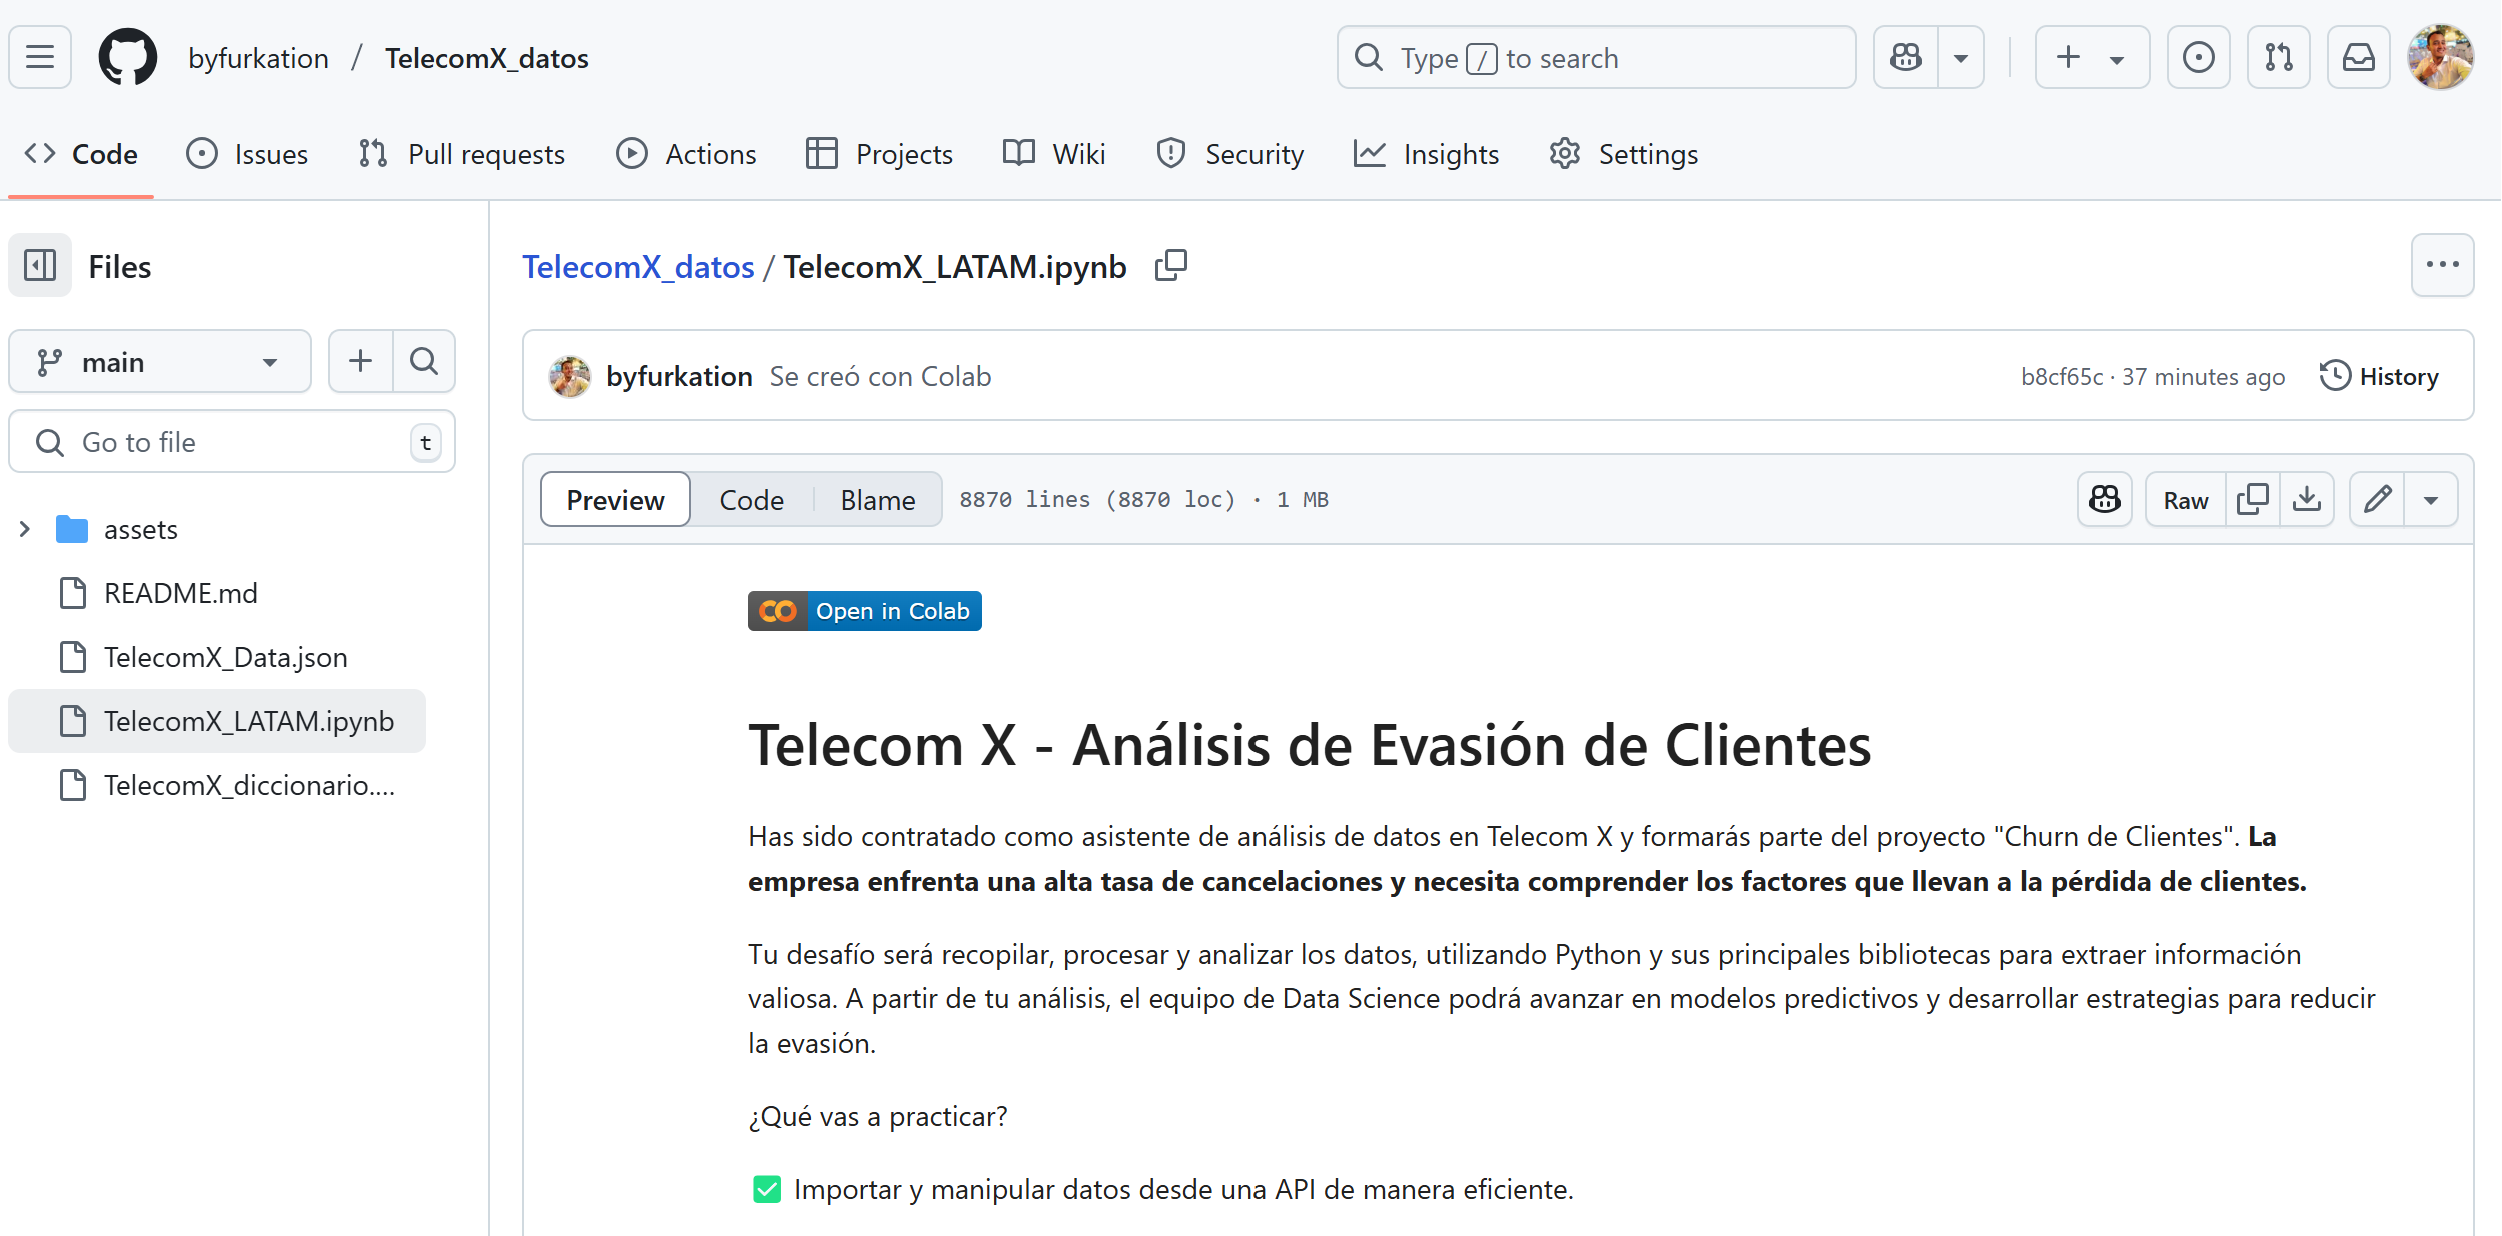 byfurkation / TelecomX_datos
Type / to search
Code
Issues
Pull requests
Actions
Projects
Wiki
Security
Insights
Settings
Files
main
Go to file
t
assets
README.md
TelecomX_Data.json
TelecomX_LATAM.ipynb
TelecomX_diccionario....
TelecomX_datos / TelecomX_LATAM.ipynb
byfurkation Se creó con Colab
b8cf65c · 37 minutes ago
History
Preview
Code
Blame
8870 lines (8870 loc) · 1 MB
Raw
Open in Colab
Telecom X - Análisis de Evasión de Clientes
Has sido contratado como asistente de análisis de datos en Telecom X y formarás parte del proyecto "Churn de Clientes". La
empresa enfrenta una alta tasa de cancelaciones y necesita comprender los factores que llevan a la pérdida de clientes.
Tu desafío será recopilar, procesar y analizar los datos, utilizando Python y sus principales bibliotecas para extraer información
valiosa. A partir de tu análisis, el equipo de Data Science podrá avanzar en modelos predictivos y desarrollar estrategias para reducir
la evasión.
¿Qué vas a practicar?
✅ Importar y manipular datos desde una API de manera eficiente.